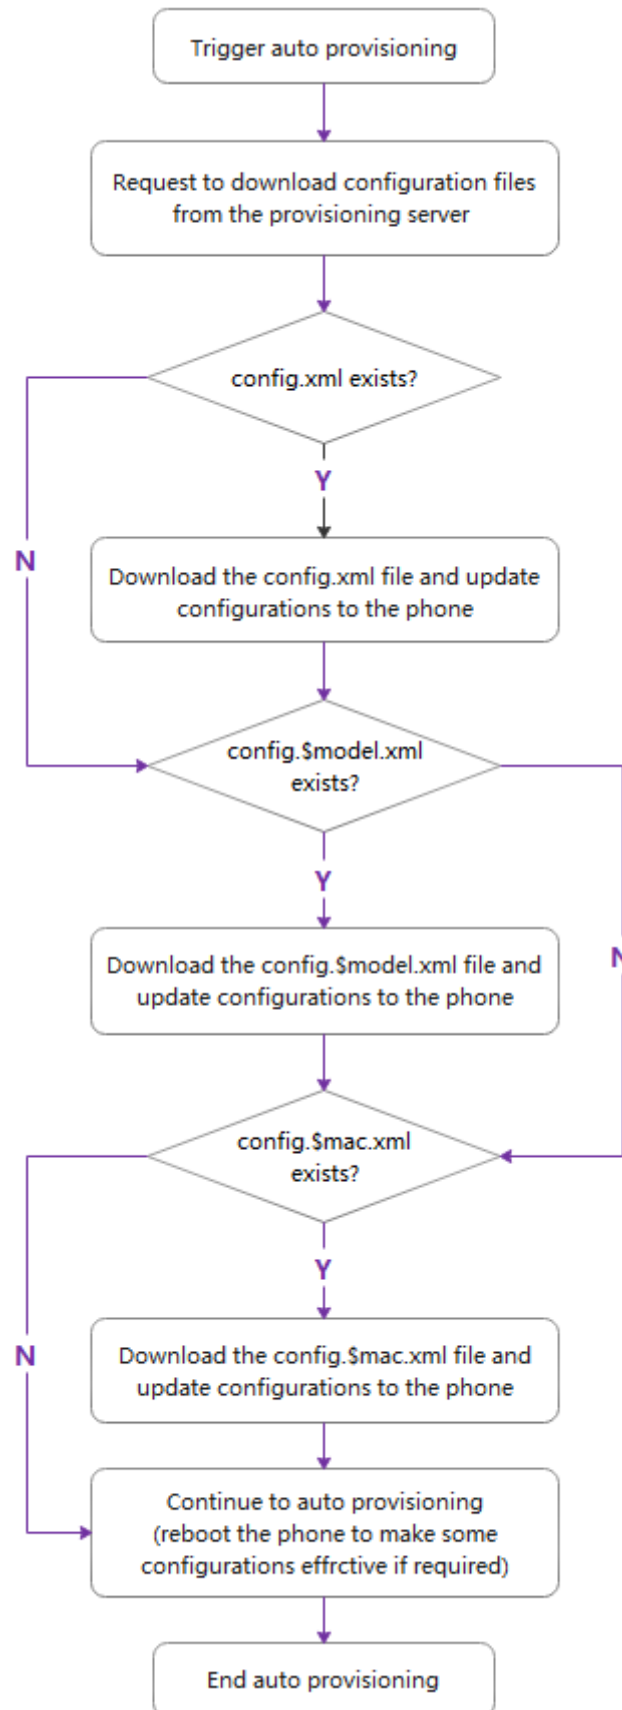 Trigger auto provisioning
Request to download configuration files
from the provisioning server
config.xml exists?
Y
N
Download the config.xml file and update
configurations to the phone
config.$model.xml
exists?
Y
N
Download the config.$model.xml file and
update configurations to the phone
config.$mac.xml
exists?
Y
N
Download the config.$mac.xml file and
update configurations to the phone
Continue to auto provisioning
(reboot the phone to make some
configurations effrctive if required)
End auto provisioning